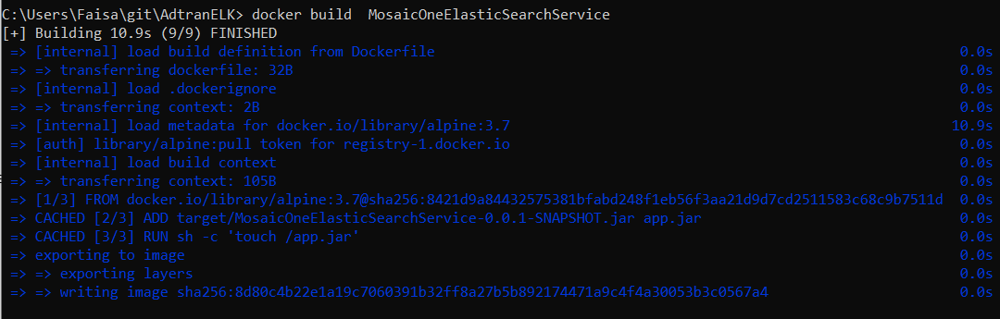 C:\Users\Faisa\git\AdtranELK> docker build  MosaicOneElasticSearchService
[+] Building 10.9s (9/9) FINISHED
=> [internal] load build definition from Dockerfile 0.0s
=> => transferring dockerfile: 32B 0.0s
=> [internal] load .dockerignore 0.0s
=> => transferring context: 2B 0.0s
=> [internal] load metadata for docker.io/library/alpine:3.7 10.9s
=> [auth] library/alpine:pull token for registry-1.docker.io 0.0s
=> [internal] load build context 0.0s
=> => transferring context: 105B 0.0s
=> [1/3] FROM docker.io/library/alpine:3.7@sha256:8421d9a84432575381bfabd248f1eb56f3aa21d9d7cd2511583c68c9b7511d 0.0s
=> CACHED [2/3] ADD target/MosaicOneElasticSearchService-0.0.1-SNAPSHOT.jar app.jar 0.0s
=> CACHED [3/3] RUN sh -c 'touch /app.jar' 0.0s
=> exporting to image 0.0s
=> => exporting layers 0.0s
=> => writing image sha256:8d80c4b22e1a19c7060391b32ff8a27b5b892174471a9c4f4a30053b3c0567a4 0.0s